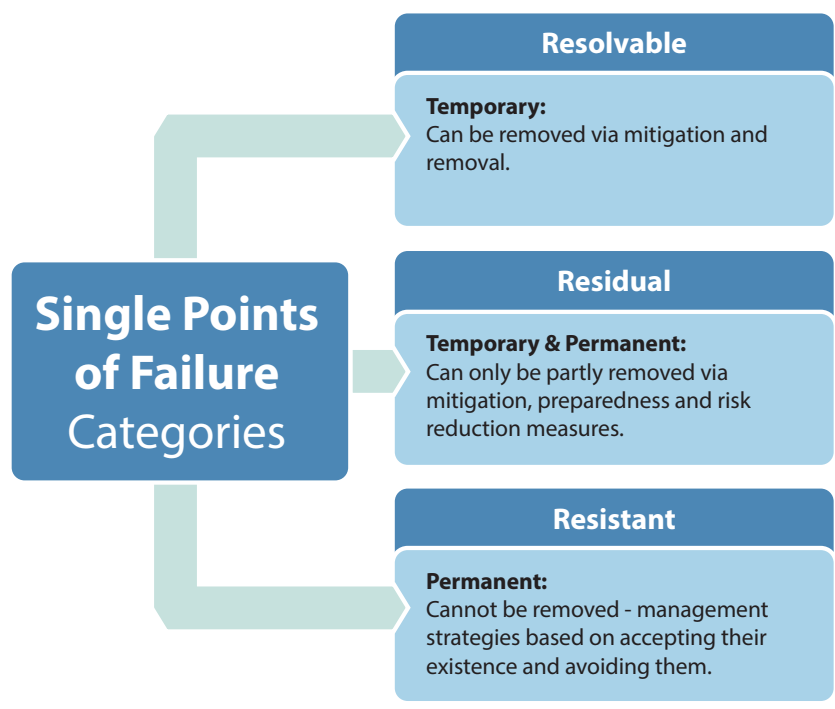 Resolvable
Temporary:
Can be removed via mitigation and
removal.
Single Points
of Failure
Categories
Residual
Temporary & Permanent:
Can only be partly removed via
mitigation, preparedness and risk
reduction measures.
Resistant
Permanent:
Cannot be removed - management
strategies based on accepting their
existence and avoiding them.